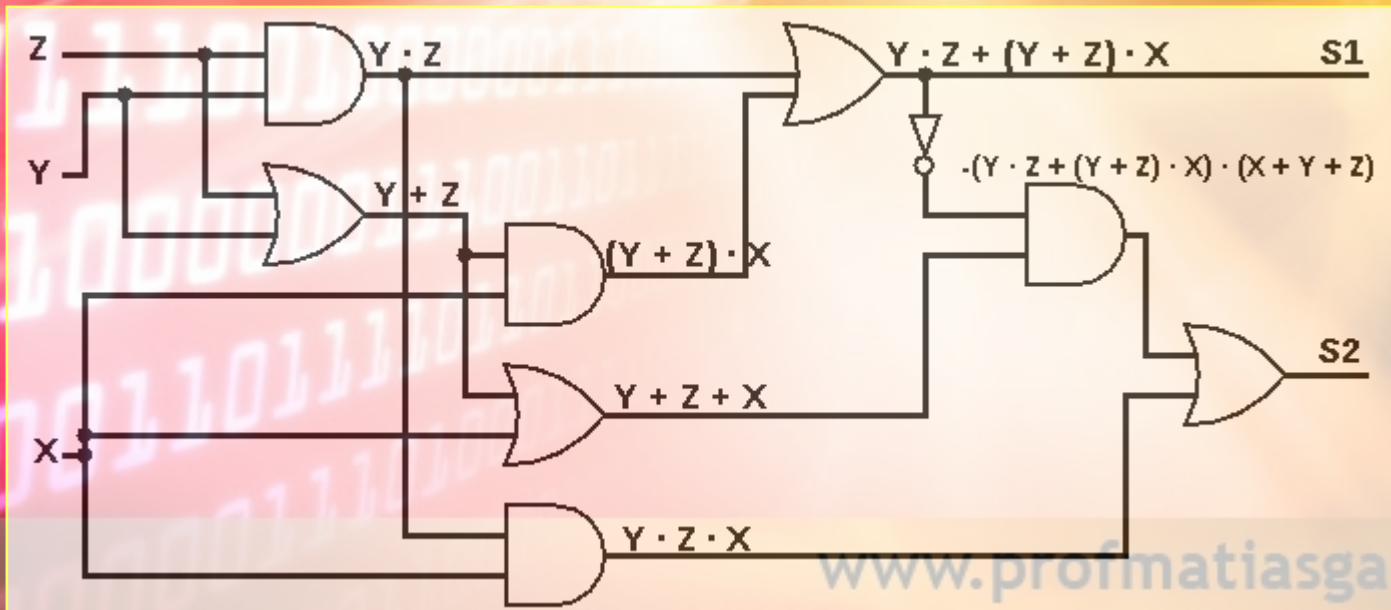 Z
Y · Z
Y · Z + (Y + Z) · X
S1
Y
Y + Z
-(Y · Z + (Y + Z) · X) · (X + Y + Z)
(Y + Z) · X
S2
Y + Z + X
X
Y · Z · X
www.profmatiasga